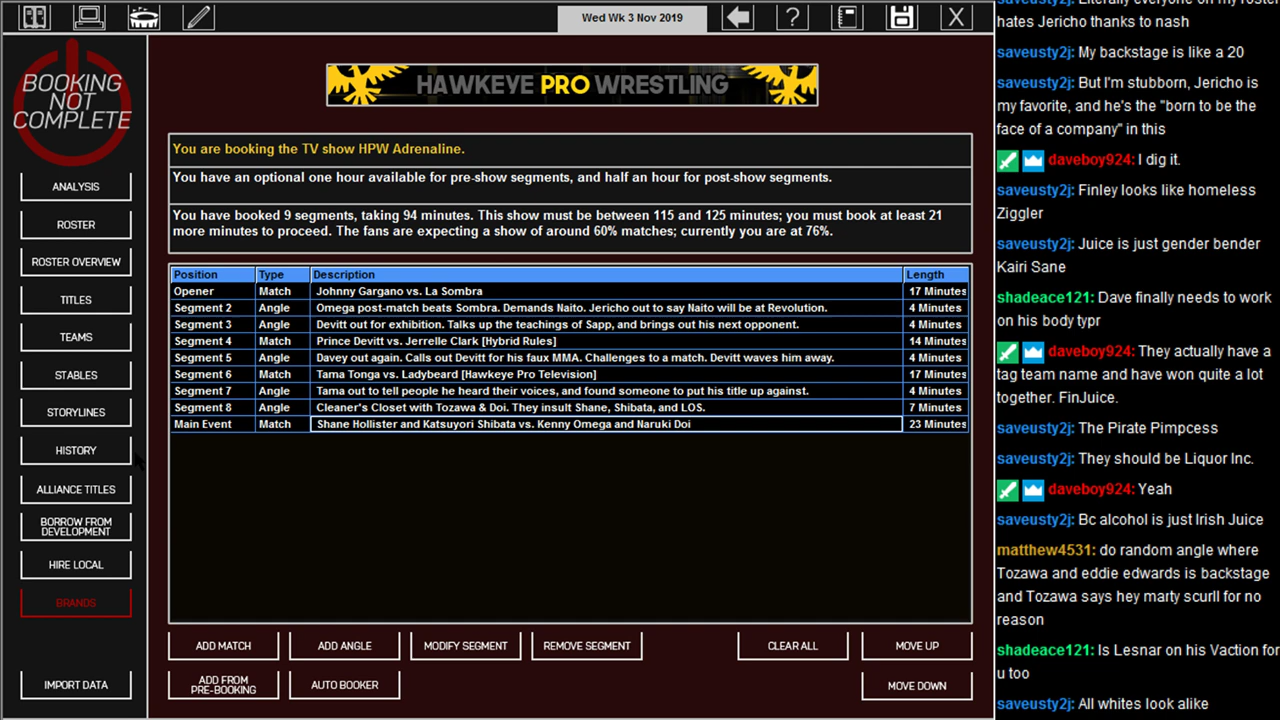 Wed Wk 3 Nov 2019
?
X
BOOKING
NOT
COMPLETE
ANALYSIS
ROSTER
ROSTER OVERVIEW
TITLES
TEAMS
STABLES
STORYLINES
HISTORY
ALLIANCE TITLES
BORROW FROM
DEVELOPMENT
HIRE LOCAL
BRANDS
IMPORT DATA
HAWKEYE PRO WRESTLING
You are booking the TV show HPW Adrenaline.
You have an optional one hour available for pre-show segments, and half an hour for post-show segments.
You have booked 9 segments, taking 94 minutes. This show must be between 115 and 125 minutes; you must book at least 21
more minutes to proceed. The fans are expecting a show of around 60% matches; currently you are at 76%.
Position Type Description Length
Opener Match Johnny Gargano vs. La Sombra 17 Minutes
Segment 2 Angle Omega post-match beats Sombra. Demands Naito. Jericho out to say Naito will be at Revolution. 4 Minutes
Segment 3 Angle Devitt out for exhibition. Talks up the teachings of Sapp, and brings out his next opponent. 4 Minutes
Segment 4 Match Prince Devitt vs. Jerrelle Clark [Hybrid Rules] 14 Minutes
Segment 5 Angle Davey out again. Calls out Devitt for his faux MMA. Challenges to a match. Devitt waves him away. 4 Minutes
Segment 6 Match Tama Tonga vs. Ladybeard [Hawkeye Pro Television] 17 Minutes
Segment 7 Angle Tama out to tell people he heard their voices, and found someone to put his title up against. 4 Minutes
Segment 8 Angle Cleaner's Closet with Tozawa & Doi. They insult Shane, Shibata, and LOS. 7 Minutes
Main Event Match Shane Hollister and Katsuyori Shibata vs. Kenny Omega and Naruki Doi 23 Minutes
ADD MATCH
ADD ANGLE
MODIFY SEGMENT
REMOVE SEGMENT
CLEAR ALL
MOVE UP
ADD FROM
PRE-BOOKING
AUTO BOOKER
MOVE DOWN
hates Jericho thanks to nash
saveusty2j: My backstage is like a 20
saveusty2j: But I'm stubborn, Jericho is
my favorite, and he's the "born to be the
face of a company" in this
daveboy924: I dig it.
saveusty2j: Finley looks like homeless
Ziggler
saveusty2j: Juice is just gender bender
Kairi Sane
shadeace121: Dave finally needs to work
on his body typr
daveboy924: They actually have a
tag team name and have won quite a lot
together. FinJuice.
saveusty2j: The Pirate Pimpcess
saveusty2j: They should be Liquor Inc.
daveboy924: Yeah
saveusty2j: Bc alcohol is just Irish Juice
matthew4531: do random angle where
Tozawa and eddie edwards is backstage
and Tozawa says hey marty scurll for no
reason
shadeace121: Is Lesnar on his Vaction for
u too
saveusty2j: All whites look alike